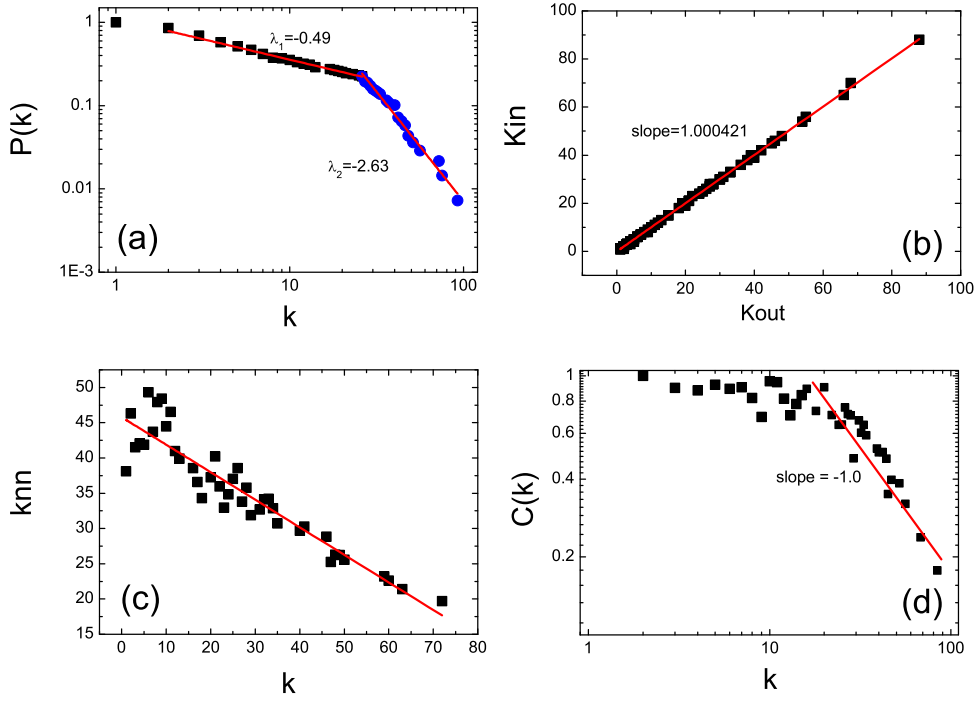 1
0.1
0.01
1E-3
P(k)
λ1=-0.49
λ2=-2.63
(a)
1 10 100
k
100
80
60
40
20
0
Kin
slope=1.000421
(b)
0 20 40 60 80 100
Kout
50
45
40
35
30
25
20
15
knn
(c)
0 10 20 30 40 50 60 70 80
k
1
0.8
0.6
0.4
0.2
C(k)
slope = -1.0
(d)
1 10 100
k